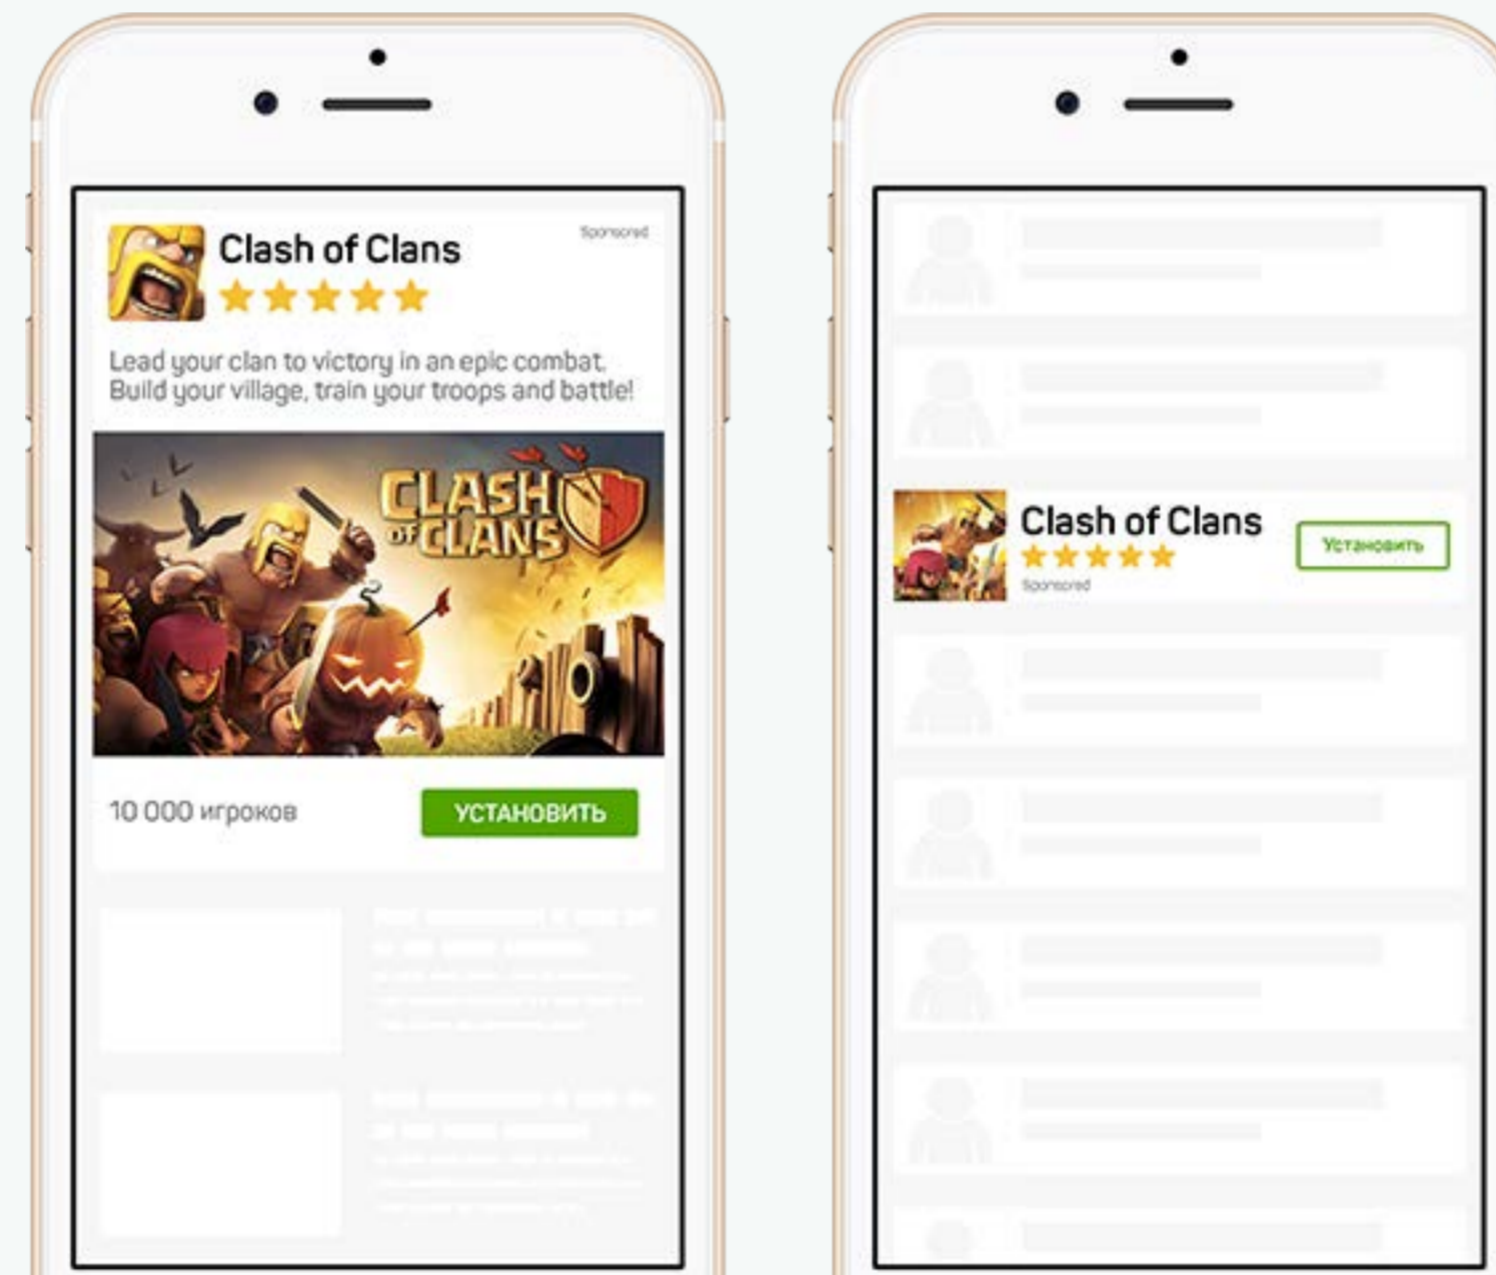 Clash of Clans
Sponsored
Lead your clan to victory in an epic combat.
Build your village, train your troops and battle!
CLASH
OF CLANS
10 000 игроков
УСТАНОВИТЬ
Clash of Clans
Установить
Sponsored